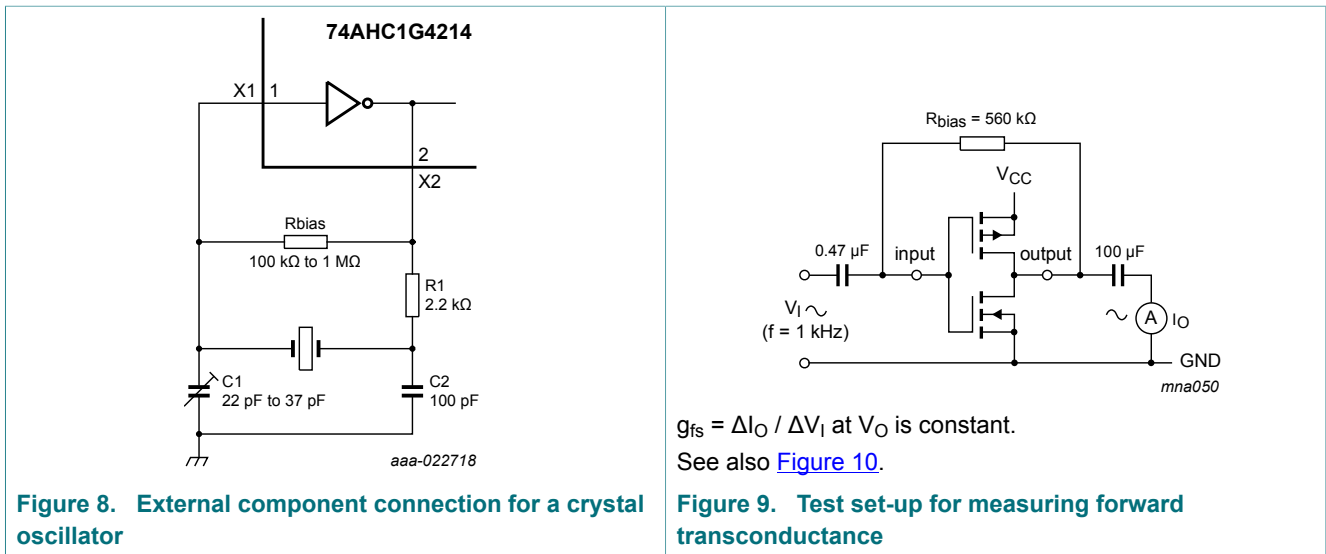 74AHC1G4214
X1
1
2
X2
Rbias
100 kΩ to 1 MΩ
R1
2.2 kΩ
C1
22 pF to 37 pF
C2
100 pF
aaa-022718
Figure 8. External component connection for a crystal
oscillator
Rbias = 560 kΩ
VCC
0.47 µF
input
output
100 µF
VI
(f = 1 kHz)
A
IO
GND
mna050
gfs = ΔIO / ΔVI at VO is constant.
See also Figure 10.
Figure 9. Test set-up for measuring forward
transconductance